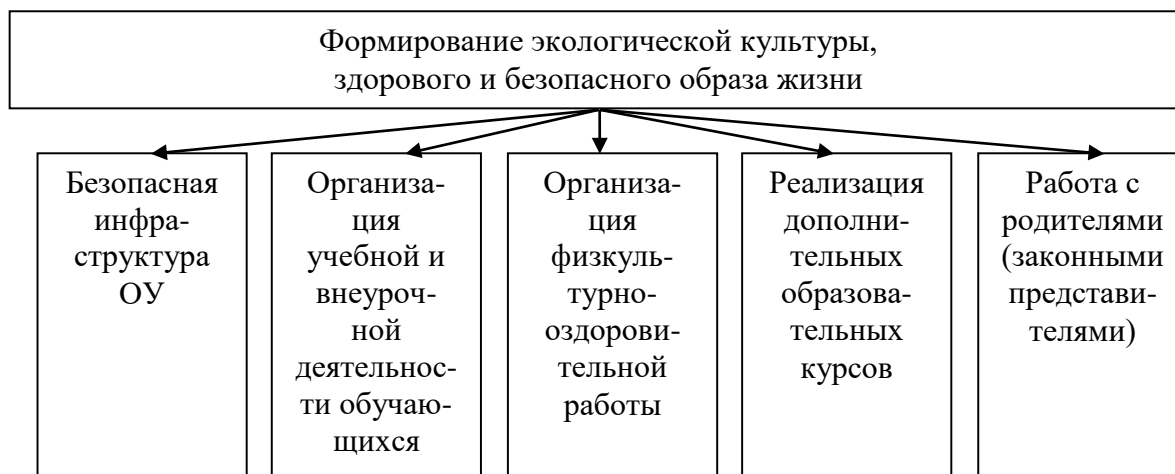 Формирование экологической культуры,
здорового и безопасного образа жизни
Безопасная
инфра-
структура
ОУ
Организа-
ция
учебной и
внеуроч-
ной
деятельнос-
ти обучаю-
щихся
Организа-
ция
физкуль-
турно-
оздорови-
тельной
работы
Реализация
дополни-
тельных
образова-
тельных
курсов
Работа с
родителями
(законными
представи-
телями)